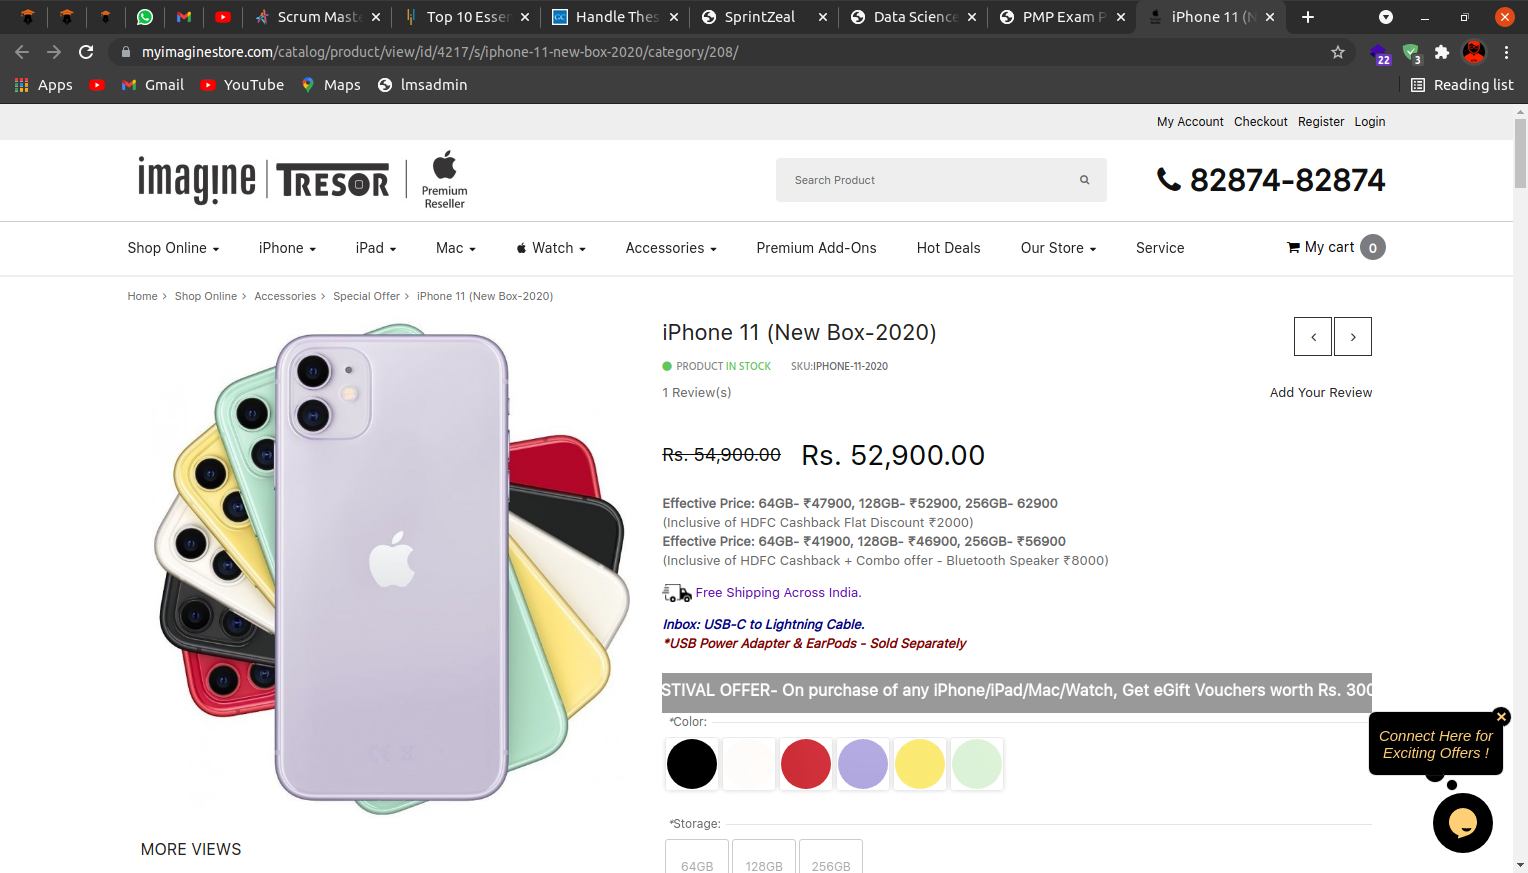 Scrum Maste
Top 10 Essen
Handle Thes
SprintZeal
Data Science
PMP Exam P
iPhone 11 (N
myimaginestore.com/catalog/product/view/id/4217/s/iphone-11-new-box-2020/category/208/
22
3
Apps
Gmail
YouTube
Maps
lmsadmin
Reading list
My Account Checkout Register Login
imagine TRESOR Premium Reseller
Search Product
82874-82874
Shop Online iPhone iPad Mac Watch Accessories Premium Add-Ons Hot Deals Our Store Service My cart 0
Home > Shop Online > Accessories > Special Offer > iPhone 11 (New Box-2020)
iPhone 11 (New Box-2020)
PRODUCT IN STOCK SKU:IPHONE-11-2020
1 Review(s) Add Your Review
Rs. 54,900.00 Rs. 52,900.00
Effective Price: 64GB- ₹47900, 128GB- ₹52900, 256GB- 62900
(Inclusive of HDFC Cashback Flat Discount ₹2000)
Effective Price: 64GB- ₹41900, 128GB- ₹46900, 256GB- ₹56900
(Inclusive of HDFC Cashback + Combo offer - Bluetooth Speaker ₹8000)
Free Shipping Across India.
Inbox: USB-C to Lightning Cable.
*USB Power Adapter & EarPods - Sold Separately
STIVAL OFFER- On purchase of any iPhone/iPad/Mac/Watch, Get eGift Vouchers worth Rs. 300
*Color:
Connect Here for
Exciting Offers !
*Storage:
64GB 128GB 256GB
MORE VIEWS